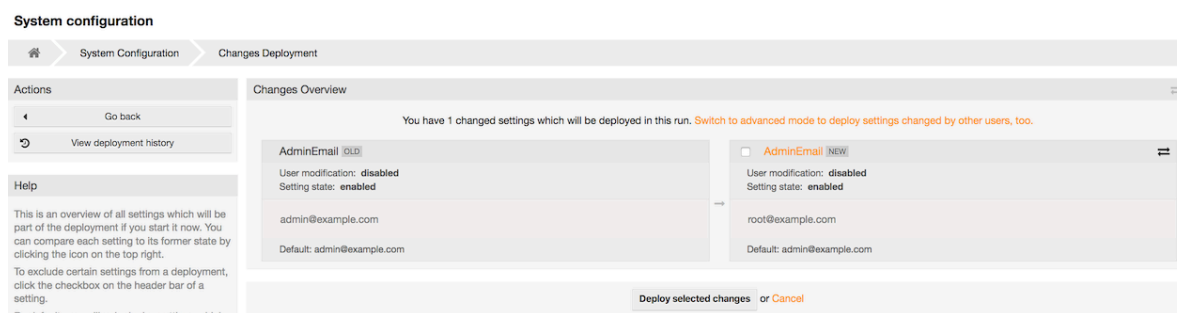 System configuration
System Configuration
Changes Deployment
Actions
Go back
View deployment history
Help
This is an overview of all settings which will be
part of the deployment if you start it now. You
can compare each setting to its former state by
clicking the icon on the top right.
To exclude certain settings from a deployment,
click the checkbox on the header bar of a
setting.
Changes Overview
You have 1 changed settings which will be deployed in this run. Switch to advanced mode to deploy settings changed by other users, too.
AdminEmail OLD
User modification: disabled
Setting state: enabled
admin@example.com
Default: admin@example.com
AdminEmail NEW
User modification: disabled
Setting state: enabled
root@example.com
Default: admin@example.com
Deploy selected changes or Cancel